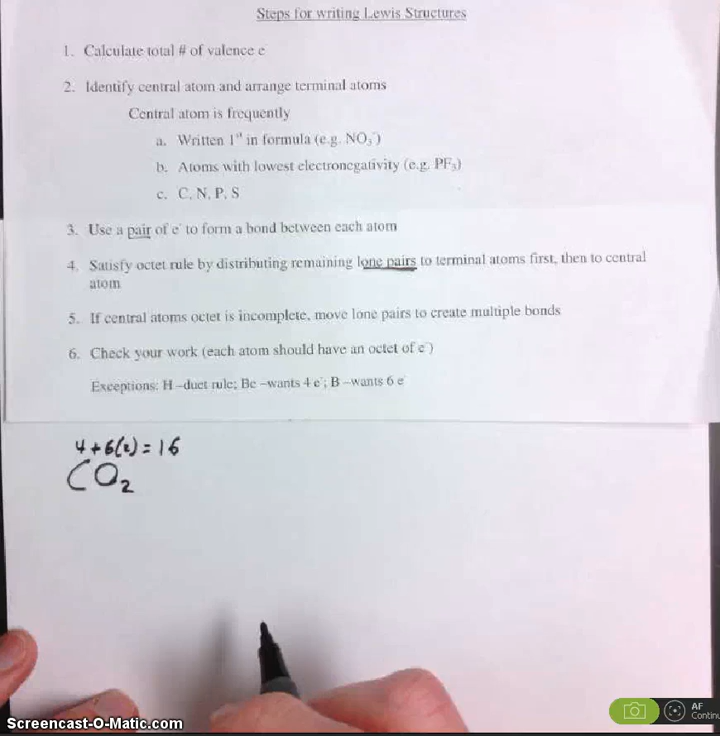 Steps for writing Lewis Structures
1. Calculate total # of valence e
2. Identify central atom and arrange terminal atoms
Central atom is frequently
a. Written 1st in formula (e.g. NO3-)
b. Atoms with lowest electronegativity (e.g. PF3)
c. C, N, P, S
3. Use a pair of e- to form a bond between each atom
4. Satisfy octet rule by distributing remaining lone pairs to terminal atoms first, then to central
atom
5. If central atoms octet is incomplete, move lone pairs to create multiple bonds
6. Check your work (each atom should have an octet of e-)
Exceptions: H –duet rule; Be –wants 4 e-; B –wants 6 e-
4+6(2)=16
CO2
Screencast-O-Matic.com
AF